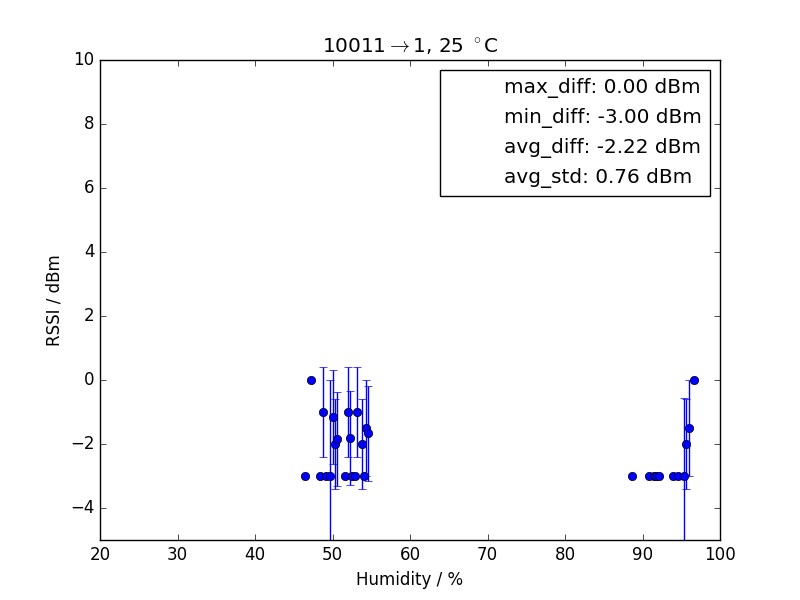 10011→1, 25 °C
max_diff: 0.00 dBm
min_diff: -3.00 dBm
avg_diff: -2.22 dBm
avg_std: 0.76 dBm
10
8
6
4
2
0
−2
−4
RSSI / dBm
20 30 40 50 60 70 80 90 100
Humidity / %